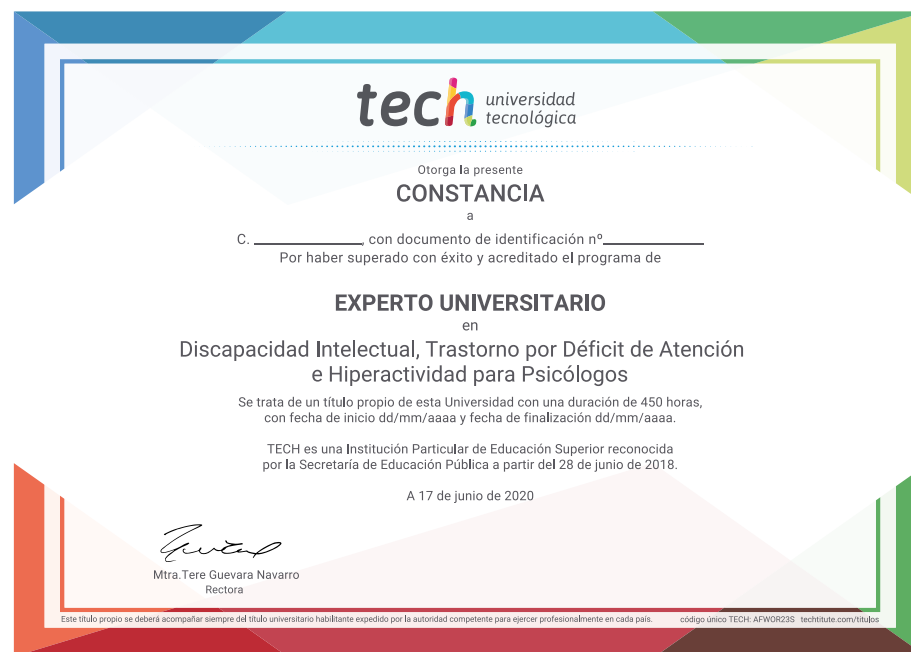 tech universidad
tecnológica
Otorga la presente
CONSTANCIA
a
C. ____________, con documento de identificación nº____________
Por haber superado con éxito y acreditado el programa de
EXPERTO UNIVERSITARIO
en
Discapacidad Intelectual, Trastorno por Déficit de Atención
e Hiperactividad para Psicólogos
Se trata de un título propio de esta Universidad con una duración de 450 horas,
con fecha de inicio dd/mm/aaaa y fecha de finalización dd/mm/aaaa.
TECH es una Institución Particular de Educación Superior reconocida
por la Secretaría de Educación Pública a partir del 28 de junio de 2018.
A 17 de junio de 2020
Mtra.Tere Guevara Navarro
Rectora
Este título propio se deberá acompañar siempre del título universitario habilitante expedido por la autoridad competente para ejercer profesionalmente en cada país. código único TECH: AFWOR23S techtitute.com/titulos